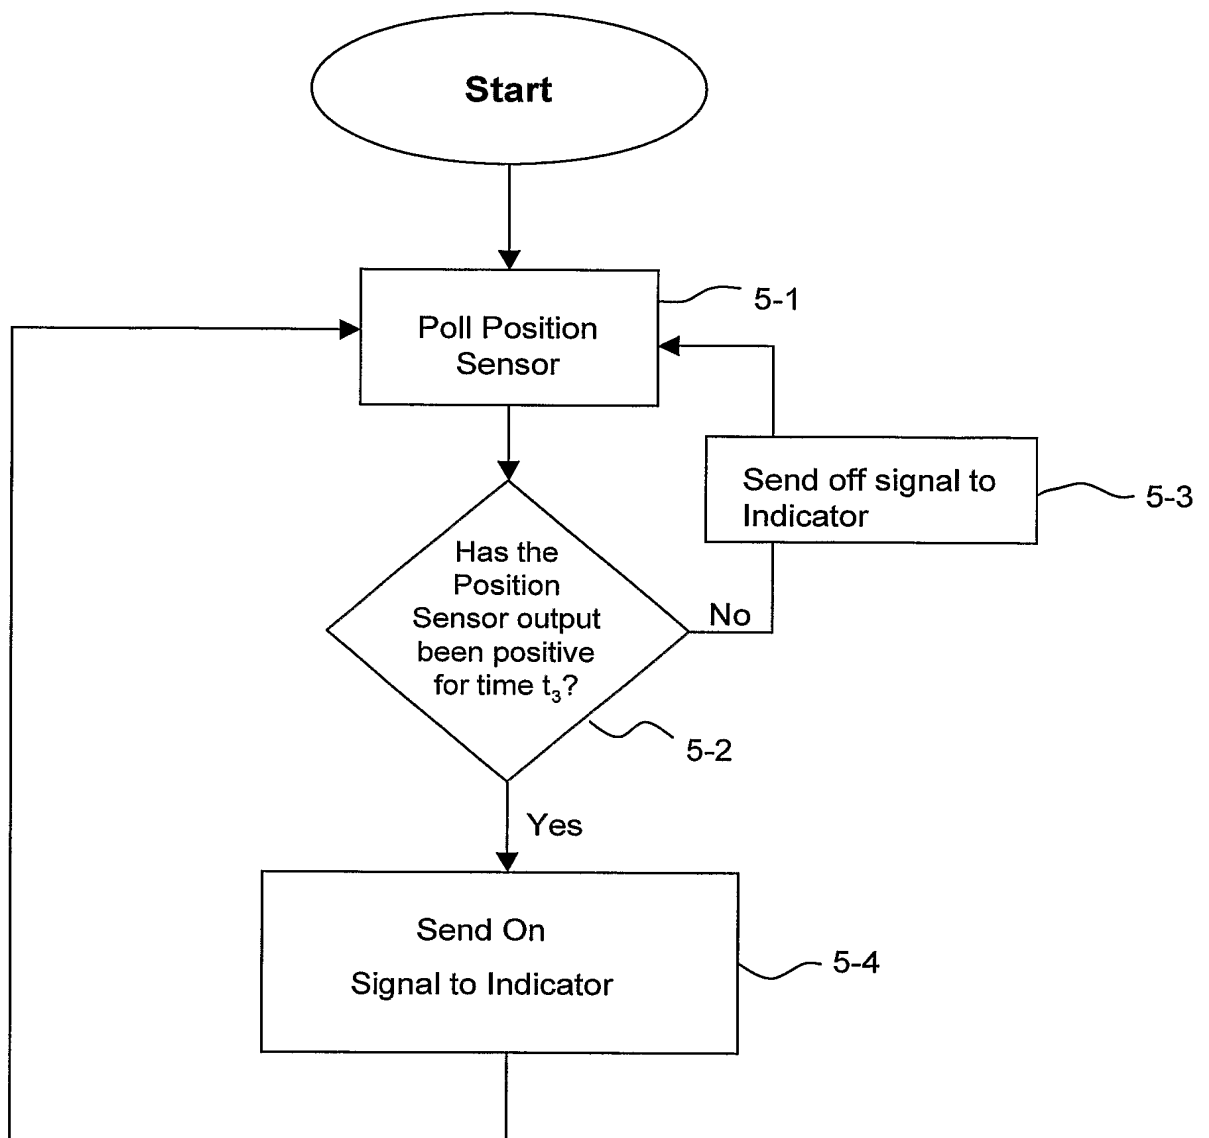 Start
5-1
Poll Position
Sensor
Send off signal to
Indicator
5-3
Has the
Position
Sensor output
been positive
for time t₃?
No
5-2
Yes
Send On
Signal to Indicator
5-4